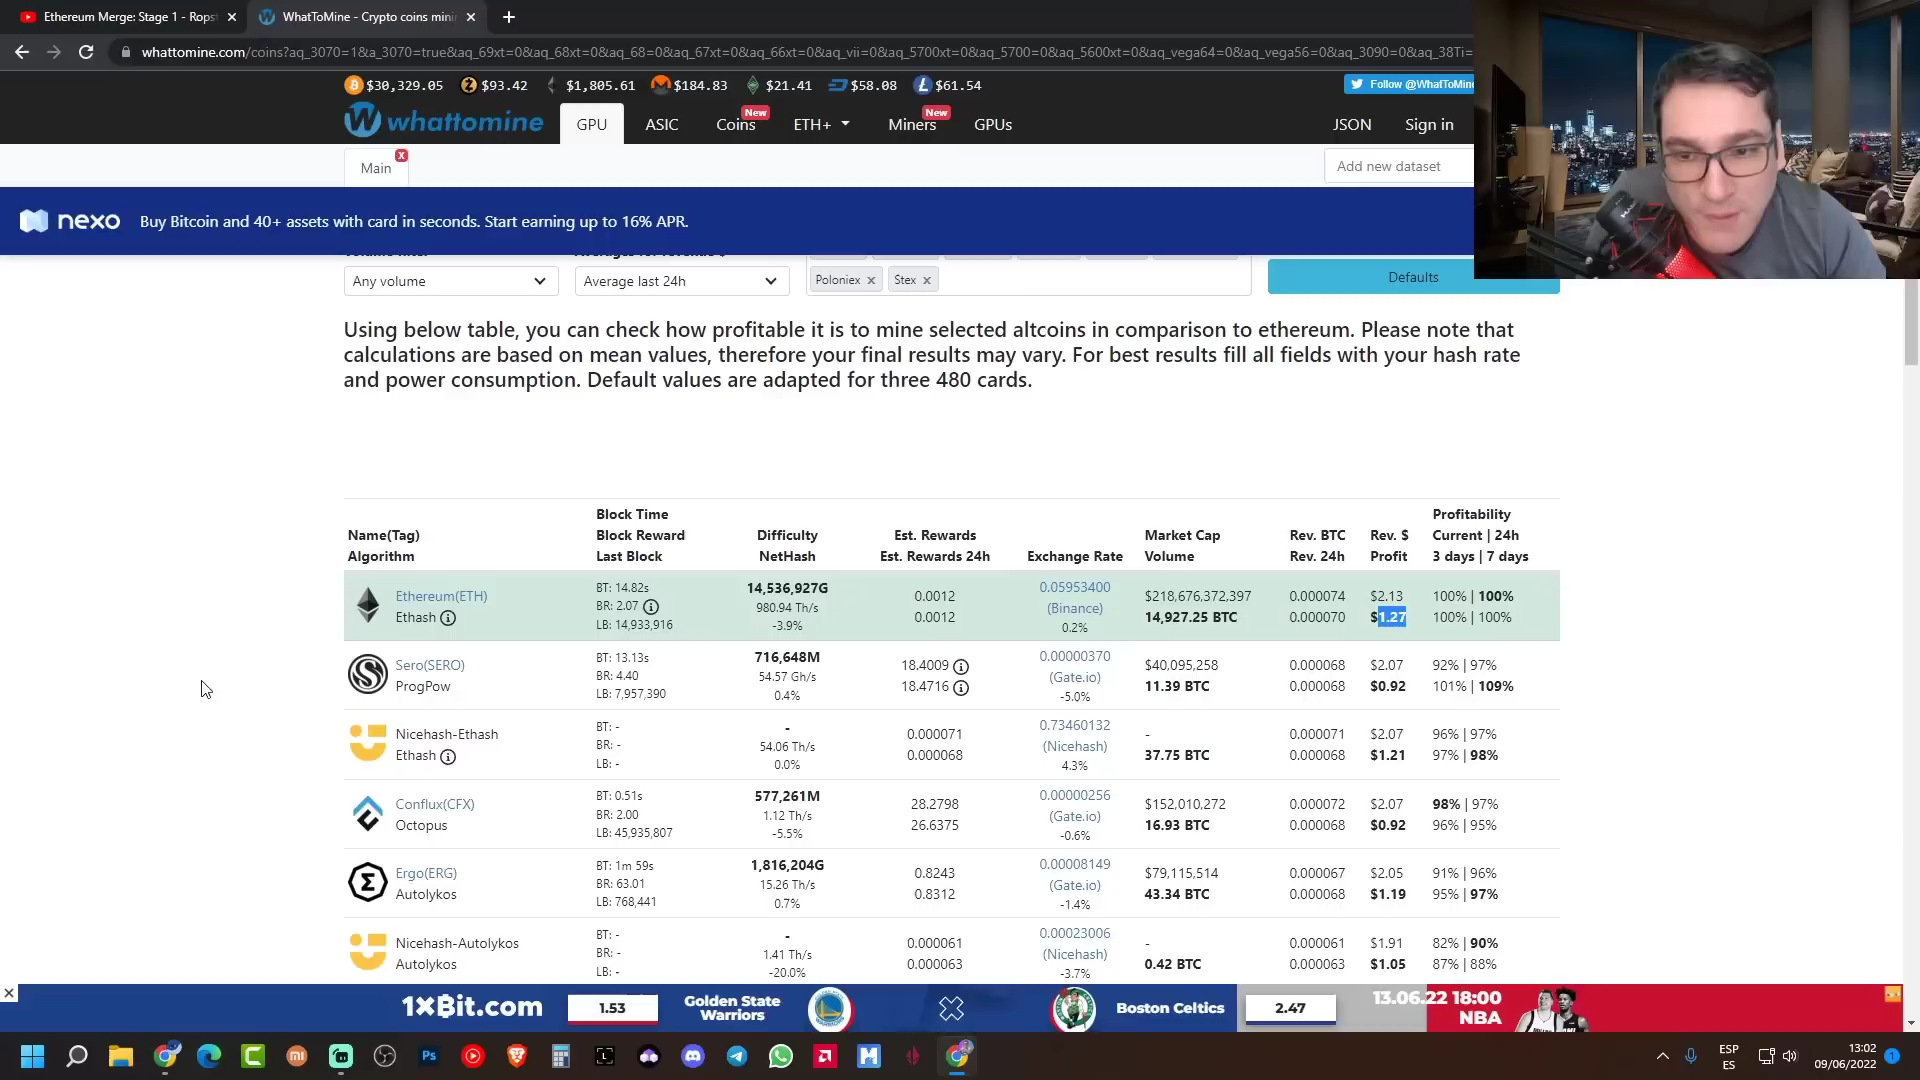 Ethereum Merge: Stage 1 - Rops
WhatToMine - Crypto coins mini
whattomine.com/coins?aq_3070=1&a_3070=true&aq_69xt=0&aq_68xt=0&aq_68=0&aq_67xt=0&aq_66xt=0&aq_vii=0&aq_5700xt=0&aq_5700=0&aq_5600xt=0&aq_vega64=0&aq_vega56=0&aq_3090=0&aq_38Ti=
$30,329.05 $93.42 $1,805.61 $184.83 $21.41 $58.08 $61.54
Follow @WhatToMine
whattomine
GPU
ASIC
Coins
New
ETH+
Miners
New
GPUs
JSON
Sign in
Main
x
Add new dataset
nexo
Buy Bitcoin and 40+ assets with card in seconds. Start earning up to 16% APR.
Any volume
Average last 24h
Poloniex x
Stex x
Defaults
Using below table, you can check how profitable it is to mine selected altcoins in comparison to ethereum. Please note that
calculations are based on mean values, therefore your final results may vary. For best results fill all fields with your hash rate
and power consumption. Default values are adapted for three 480 cards.
Block Time Profitability
Name(Tag) Block Reward Difficulty Est. Rewards Market Cap Rev. BTC Rev. $ Current | 24h
Algorithm Last Block NetHash Est. Rewards 24h Exchange Rate Volume Rev. 24h Profit 3 days | 7 days
BT: 14.82s 14,536,927G 0.05953400
Ethereum(ETH) BR: 2.07 980.94 Th/s 0.0012 (Binance) $218,676,372,397 0.000074 $2.13 100% | 100%
Ethash LB: 14,933,916 -3.9% 0.0012 0.2% 14,927.25 BTC 0.000070 $1.27 100% | 100%
BT: 13.13s 716,648M 0.00000370
Sero(SERO) BR: 4.40 54.57 Gh/s 18.4009 (Gate.io) $40,095,258 0.000068 $2.07 92% | 97%
ProgPow LB: 7,957,390 0.4% 18.4716 -5.0% 11.39 BTC 0.000068 $0.92 101% | 109%
BT: - - 0.73460132
Nicehash-Ethash BR: - 54.06 Th/s 0.000071 (Nicehash) - 0.000071 $2.07 96% | 97%
Ethash LB: - 0.0% 0.000068 4.3% 37.75 BTC 0.000068 $1.21 97% | 98%
BT: 0.51s 577,261M 0.00000256
Conflux(CFX) BR: 2.00 1.12 Th/s 28.2798 (Gate.io) $152,010,272 0.000072 $2.07 98% | 97%
Octopus LB: 45,935,807 -5.5% 26.6375 -0.6% 16.93 BTC 0.000068 $0.92 96% | 95%
BT: 1m 59s 1,816,204G 0.00008149
Ergo(ERG) BR: 63.01 15.26 Th/s 0.8243 (Gate.io) $79,115,514 0.000067 $2.05 91% | 96%
Autolykos LB: 768,441 0.7% 0.8312 -1.4% 43.34 BTC 0.000068 $1.19 95% | 97%
BT: - - 0.00023006
Nicehash-Autolykos BR: - 1.41 Th/s 0.000061 (Nicehash) - 0.000061 $1.91 82% | 90%
Autolykos LB: - -20.0% 0.000063 -3.7% 0.42 BTC 0.000063 $1.05 87% | 88%
1XBit.com
1.53
Golden State
Warriors
Boston Celtics
2.47
13.06.22 18:00
NBA
ESP
ES
13:02
09/06/2022
1